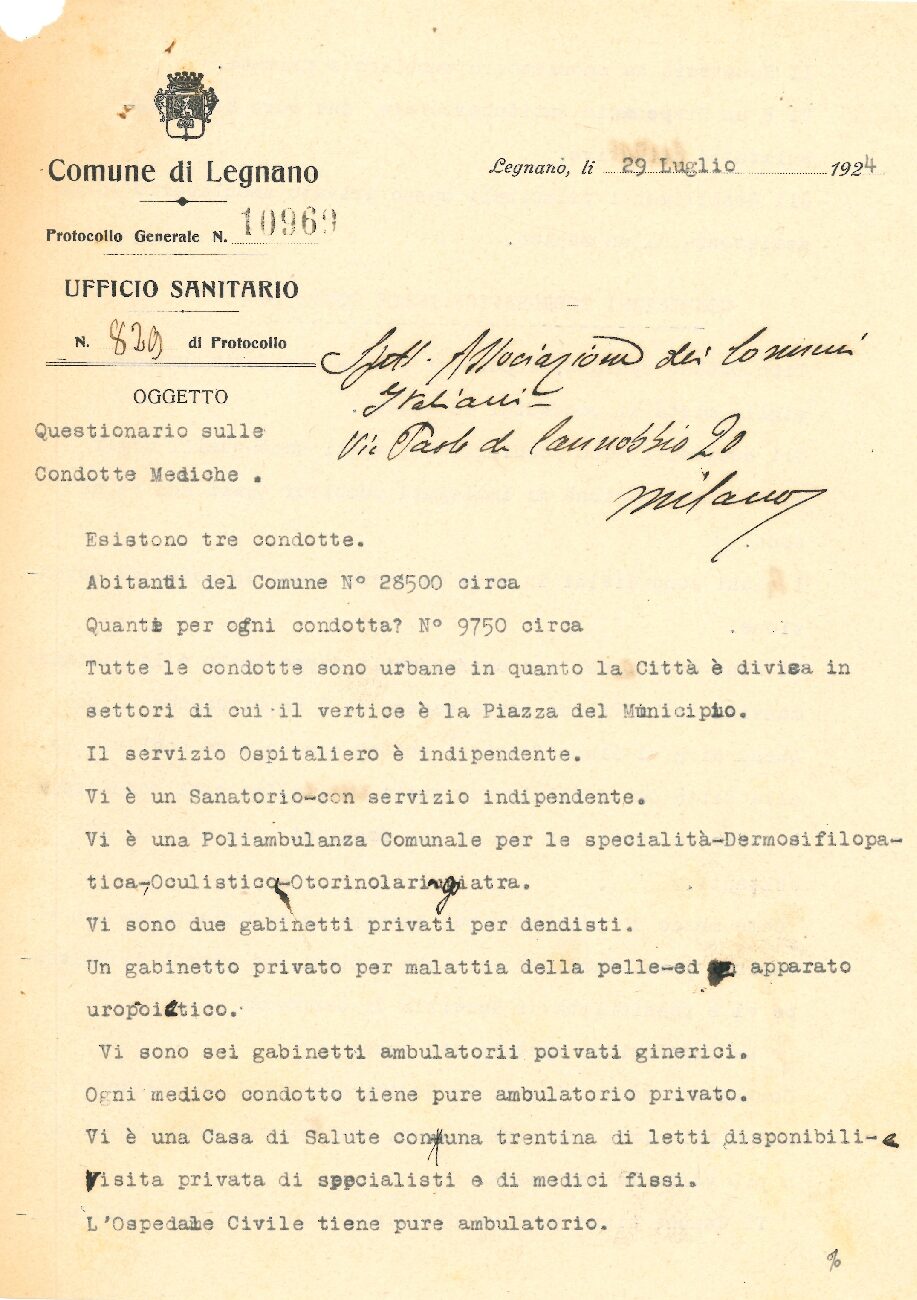 Comune di Legnano
Legnano, li 29 Luglio 1924
Protocollo Generale N. 10969
UFFICIO SANITARIO
N. 829 di Protocollo
Spett. Associazione dei Comuni
Italiani
Via Paolo da Cannobbio 20
Milano
OGGETTO
Questionario sulle
Condotte Mediche .
Esistono tre condotte.
Abitanti del Comune N° 28500 circa
Quanti per ogni condotta? N° 9750 circa
Tutte le condotte sono urbane in quanto la Città è divisa in
settori di cui il vertice è la Piazza del Municipio.
Il servizio Ospitaliero è indipendente.
Vi è un Sanatorio-con servizio indipendente.
Vi è una Poliambulanza Comunale per le specialità-Dermosifilopa-
tica-,Oculistico-Otorinolaringiatra.
Vi sono due gabinetti privati per dendisti.
Un gabinetto privato per malattia della pelle-ed apparato
uropoietico.
Vi sono sei gabinetti ambulatorii poivati ginerici.
Ogni medico condotto tiene pure ambulatorio privato.
Vi è una Casa di Salute con una trentina di letti disponibili-e
Visita privata di specialisti e di medici fissi.
L'Ospedale Civile tiene pure ambulatorio.
%